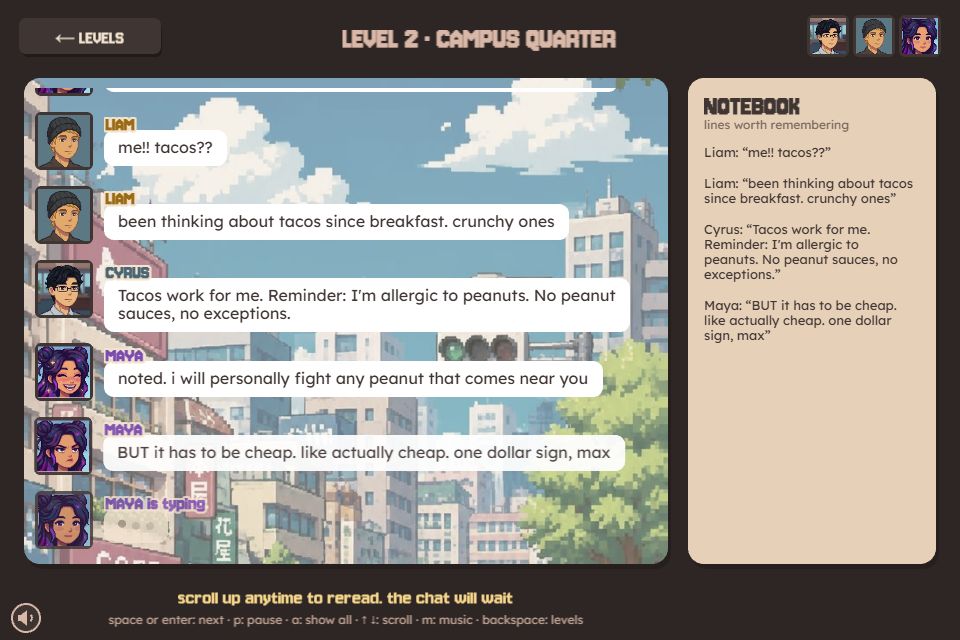 ← LEVELS
LEVEL 2 · CAMPUS QUARTER
LIAM
me!! tacos??
LIAM
been thinking about tacos since breakfast. crunchy ones
CYRUS
Tacos work for me. Reminder: I'm allergic to peanuts. No peanut
sauces, no exceptions.
MAYA
noted. i will personally fight any peanut that comes near you
MAYA
BUT it has to be cheap. like actually cheap. one dollar sign, max
MAYA is typing
花
屋
NOTEBOOK
lines worth remembering
Liam: “me!! tacos??”
Liam: “been thinking about tacos
since breakfast. crunchy ones”
Cyrus: “Tacos work for me.
Reminder: I'm allergic to
peanuts. No peanut sauces, no
exceptions.”
Maya: “BUT it has to be cheap.
like actually cheap. one dollar
sign, max”
scroll up anytime to reread. the chat will wait
space or enter: next · p: pause · a: show all · ↑ ↓: scroll · m: music · backspace: levels